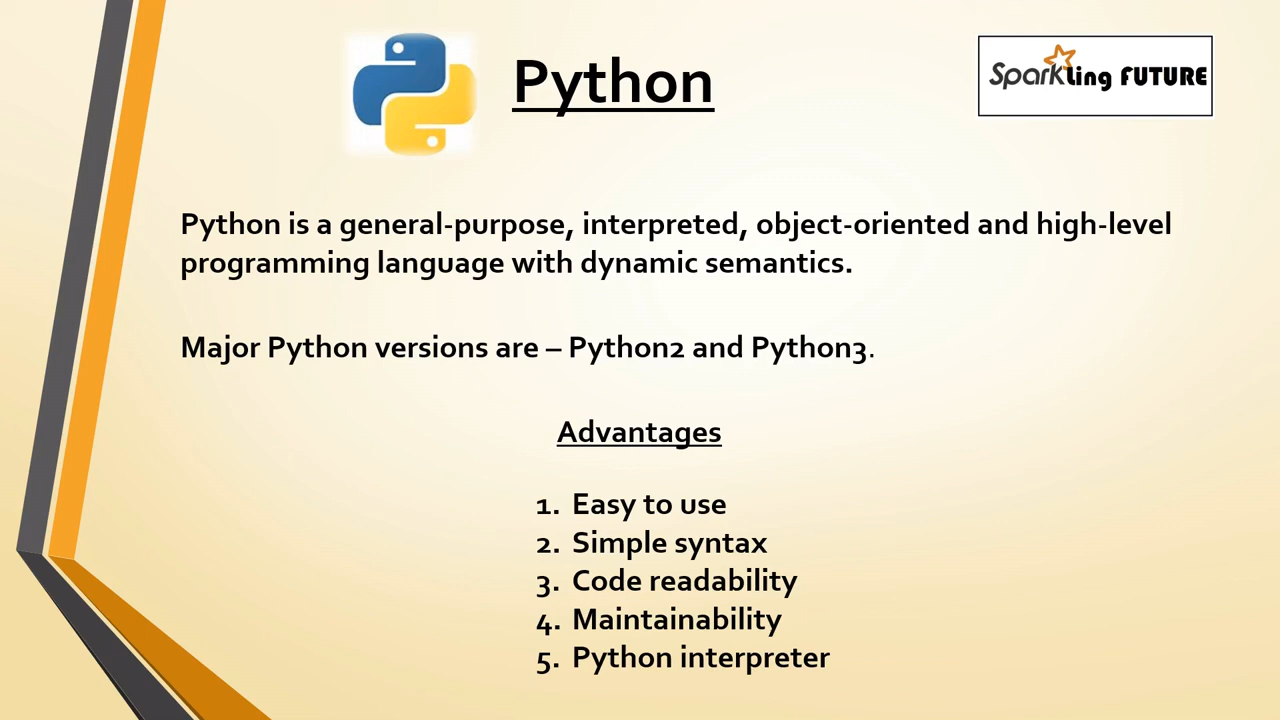 Python
Sparkling FUTURE
Python is a general-purpose, interpreted, object-oriented and high-level
programming language with dynamic semantics.
Major Python versions are – Python2 and Python3.
Advantages
1. Easy to use
2. Simple syntax
3. Code readability
4. Maintainability
5. Python interpreter